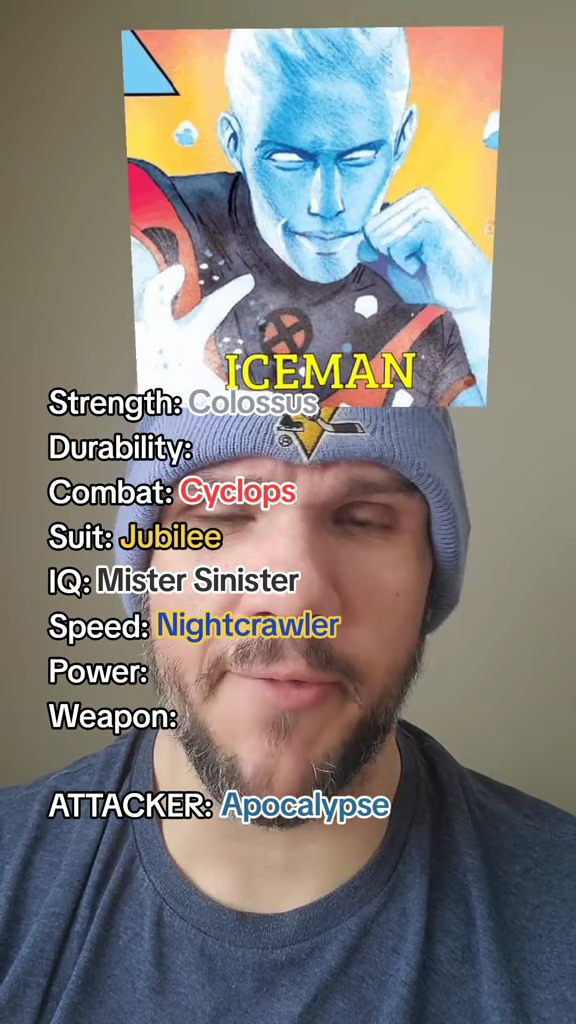 ICEMAN
Strength: Colossus
Durability:
Combat: Cyclops
Suit: Jubilee
IQ: Mister Sinister
Speed: Nightcrawler
Power:
Weapon:
ATTACKER: Apocalypse